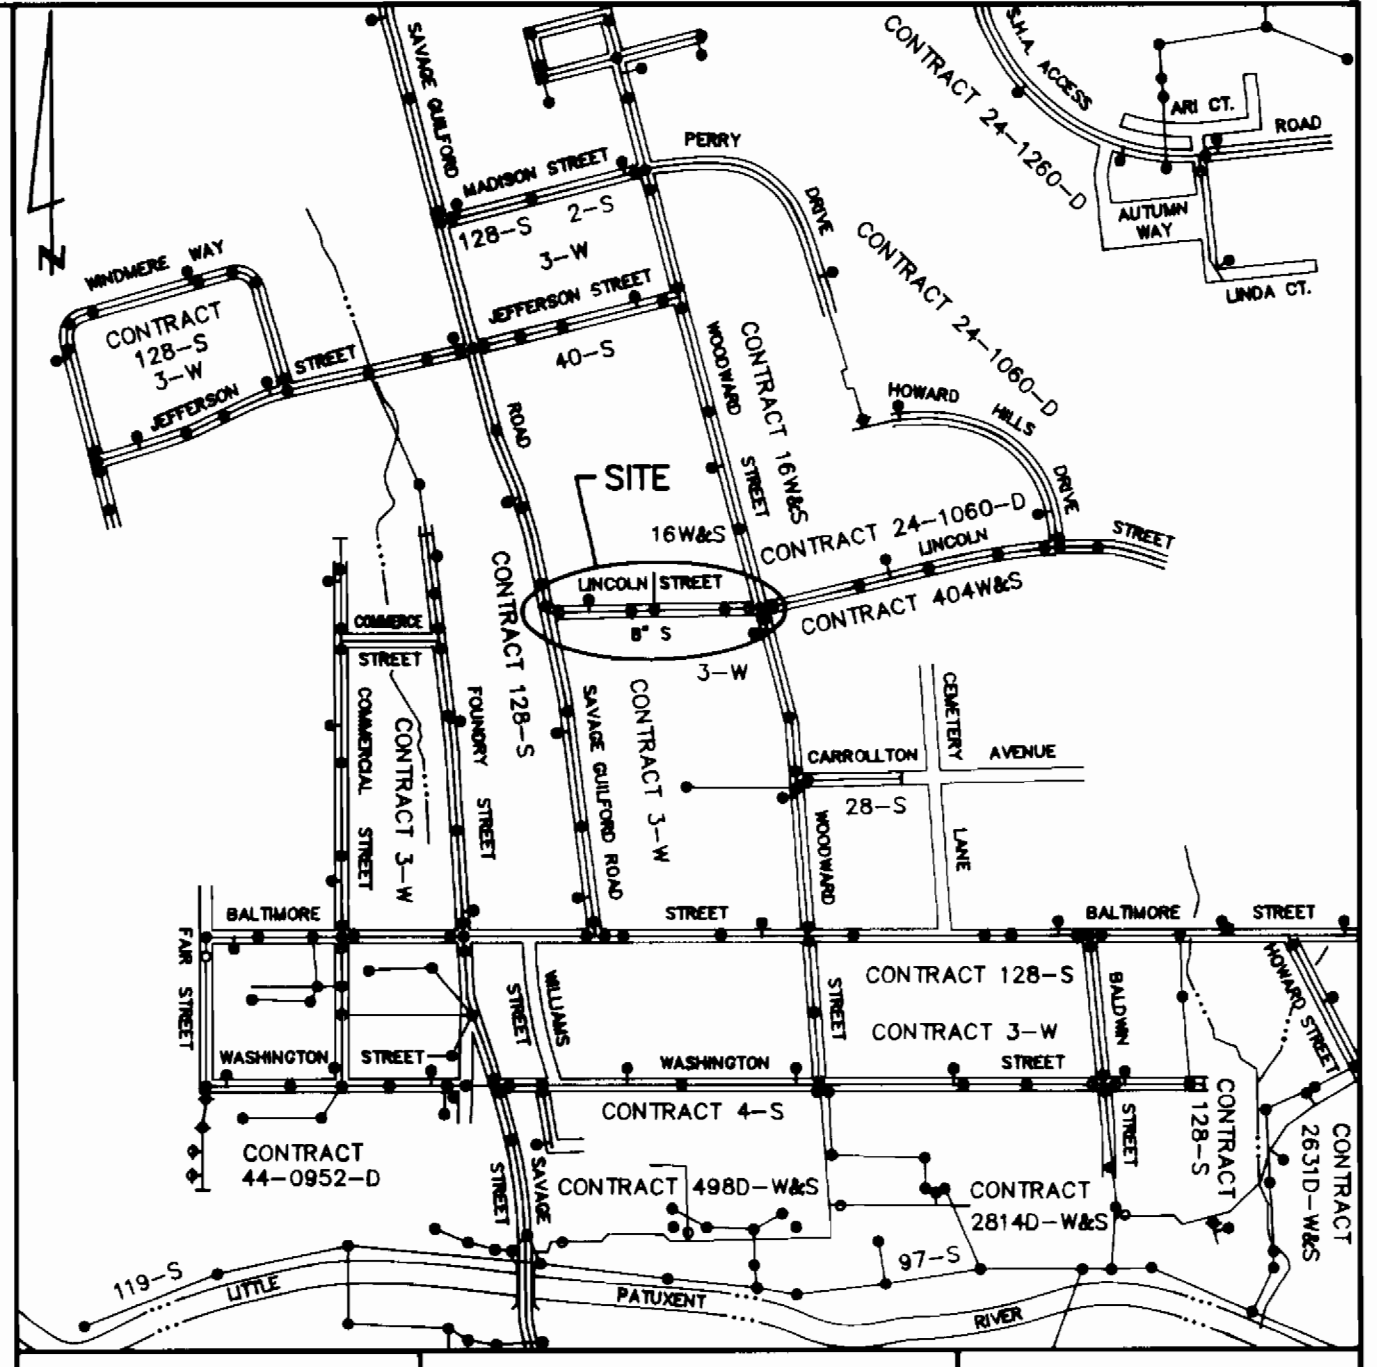 SAVAGE GUILFORD
CONTRACT 24-1260-D
S.H.A. ACCESS
ARI CT.
ROAD
PERRY
MADISON STREET
128-S 2-S
3-W
DRIVE
AUTUMN
WAY
LINDA CT.
N
WINDMERE WAY
CONTRACT
128-S
3-W
JEFFERSON STREET
JEFFERSON STREET
40-S
CONTRACT 24-1060-D
WOODWARD STREET
CONTRACT 16W&S
ROAD
HOWARD HILLS DRIVE
SITE
16W&S
CONTRACT 24-1060-D
LINCOLN STREET
CONTRACT 404W&S
LINCOLN STREET
8" S
3-W
CONTRACT 128-S
COMMERCE
STREET
COMMERCIAL STREET
CONTRACT 3-W
FOUNDRY STREET
SAVAGE GUILFORD ROAD
CONTRACT 3-W
CEMETERY LANE
CARROLLTON AVENUE
28-S
WOODWARD STREET
BALTIMORE STREET
BALTIMORE STREET
FAIR STREET
WILLIAMS STREET
CONTRACT 128-S
CONTRACT 3-W
BALDWIN STREET
HOWARD STREET
WASHINGTON STREET
WASHINGTON STREET
CONTRACT 4-S
CONTRACT
128-S
CONTRACT
2631D-W&S
CONTRACT
44-0952-D
SAVAGE STREET
CONTRACT 498D-W&S
CONTRACT
2814D-W&S
119-S
97-S
LITTLE PATUXENT RIVER